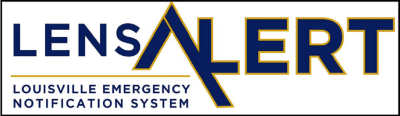 LENSALERT
LOUISVILLE EMERGENCY
NOTIFICATION SYSTEM